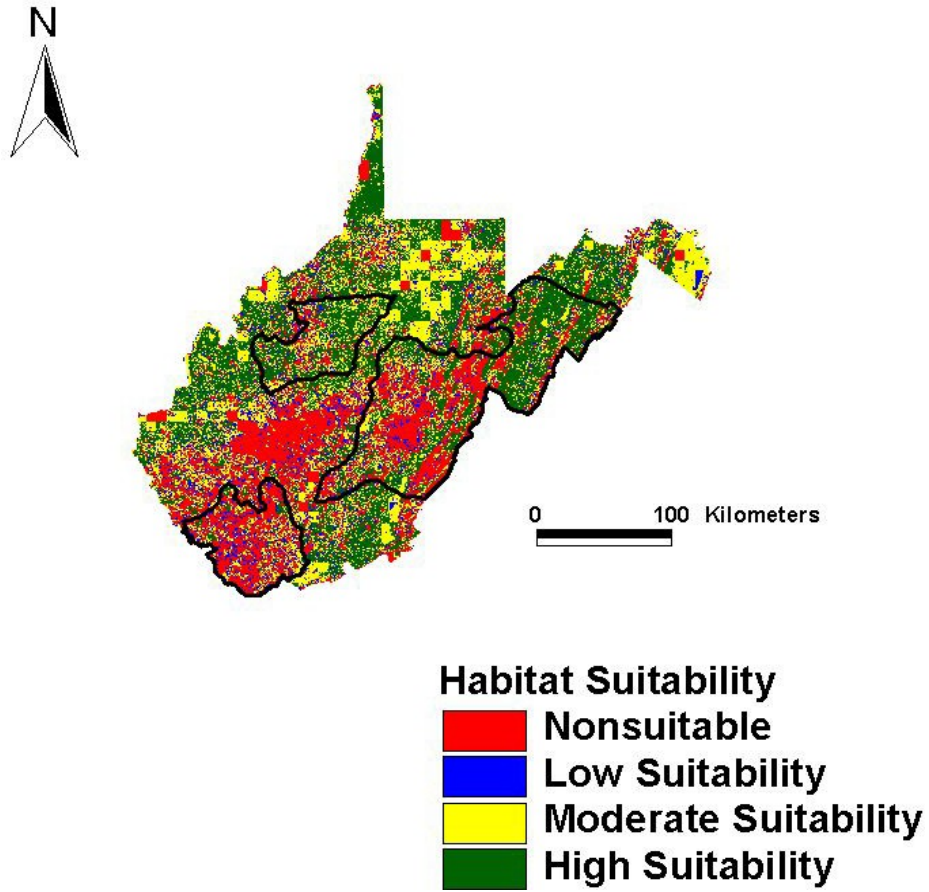 N
0 100 Kilometers
Habitat Suitability
Nonsuitable
Low Suitability
Moderate Suitability
High Suitability